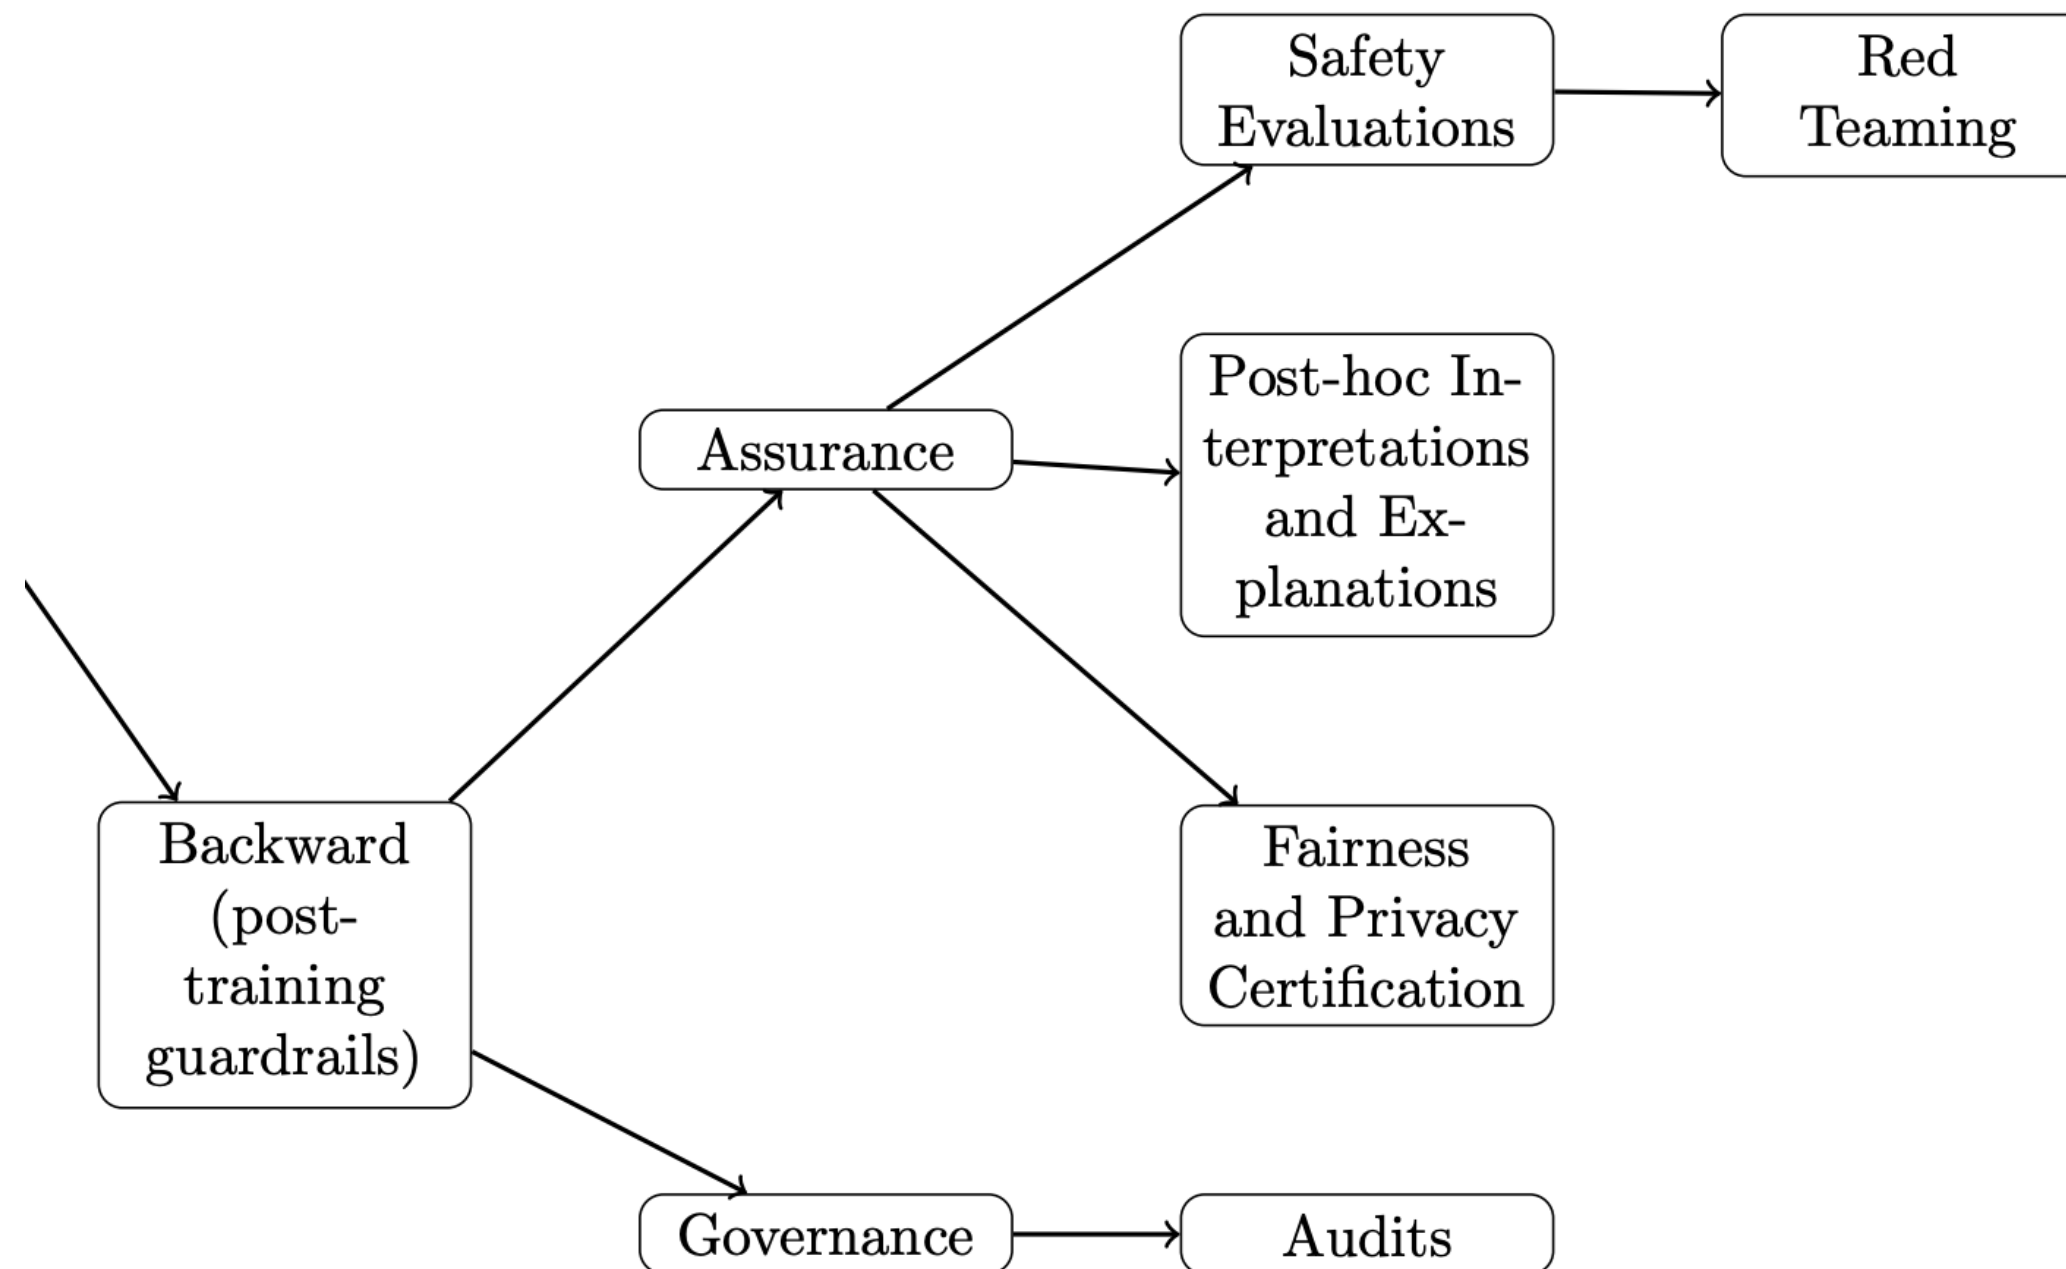 Safety
Evaluations
Red
Teaming
Post-hoc In-
terpretations
and Ex-
planations
Assurance
Backward
(post-
training
guardrails)
Fairness
and Privacy
Certification
Governance
Audits